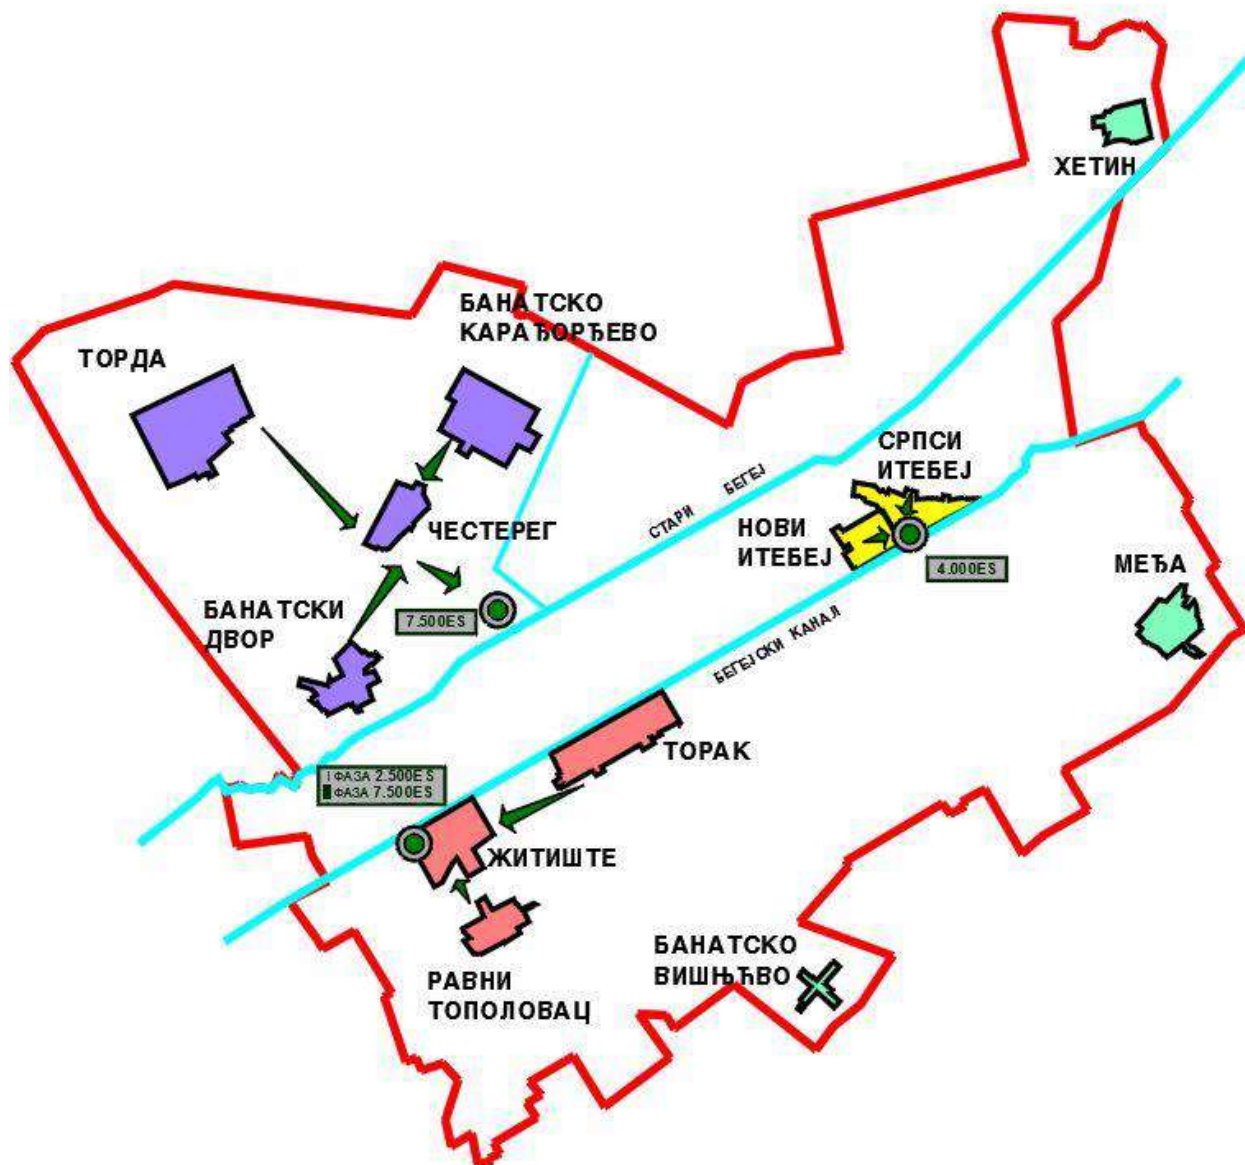 ХЕТИН
БАНАТСКО
КАРАЂОРЂЕВО
ТОРДА
СРПСИ
ИТЕБЕЈ
СТАРИ БЕГЕЈ
ЧЕСТЕРЕГ
НОВИ
ИТЕБЕЈ
4.000ES
МЕЂА
БАНАТСКИ
ДВОР
7.500ES
БЕГЕЈСКИ КАНАЛ
ТОРАК
I ФАЗА 2.500ES
ФАЗА 7.500ES
ЖИТИШТЕ
БАНАТСКО
ВИШЊЋВО
РАВНИ
ТОПОЛОВАЦ